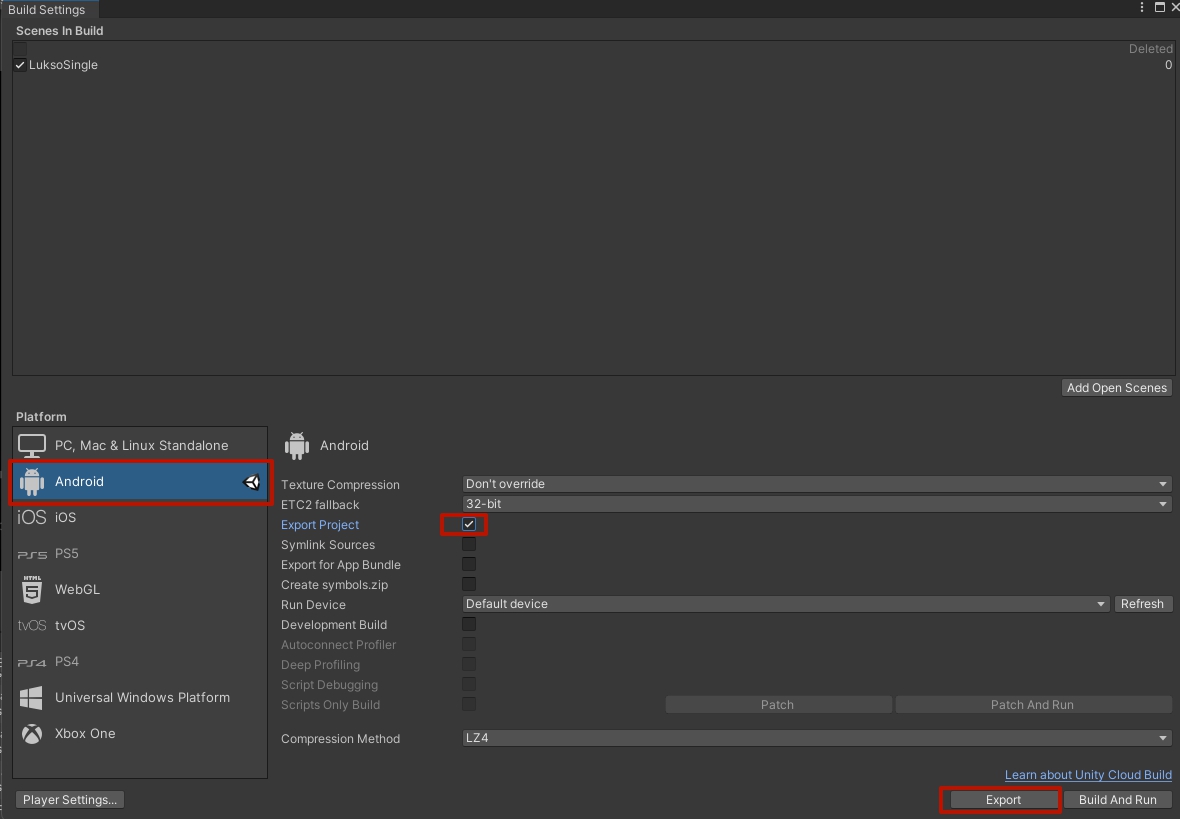 Build Settings
Scenes In Build
Deleted
LuksoSingle 0
Add Open Scenes
Platform
PC, Mac & Linux Standalone
Android
iOS iOS
PS5 PS5
HTML 5 WebGL
tvOS tvOS
PS4 PS4
Universal Windows Platform
Xbox One
Android
Texture Compression Don't override
ETC2 fallback 32-bit
Export Project
Symlink Sources
Export for App Bundle
Create symbols.zip
Run Device Default device Refresh
Development Build
Autoconnect Profiler
Deep Profiling
Script Debugging
Scripts Only Build Patch Patch And Run
Compression Method LZ4
Learn about Unity Cloud Build
Player Settings... Export Build And Run